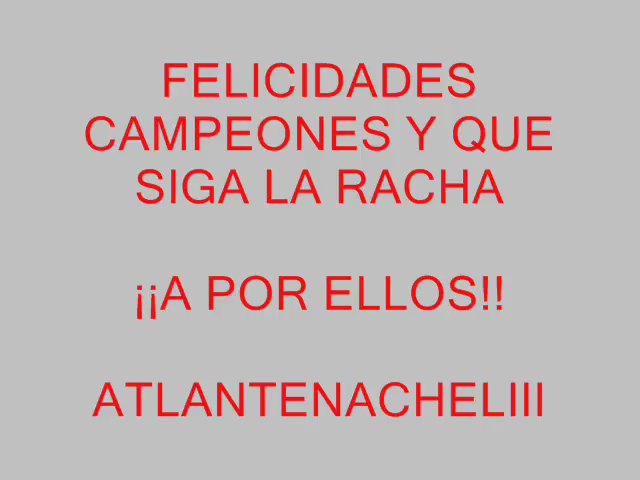 FELICIDADES
CAMPEONES Y QUE
SIGA LA RACHA
¡¡A POR ELLOS!!
ATLANTENACHELIII